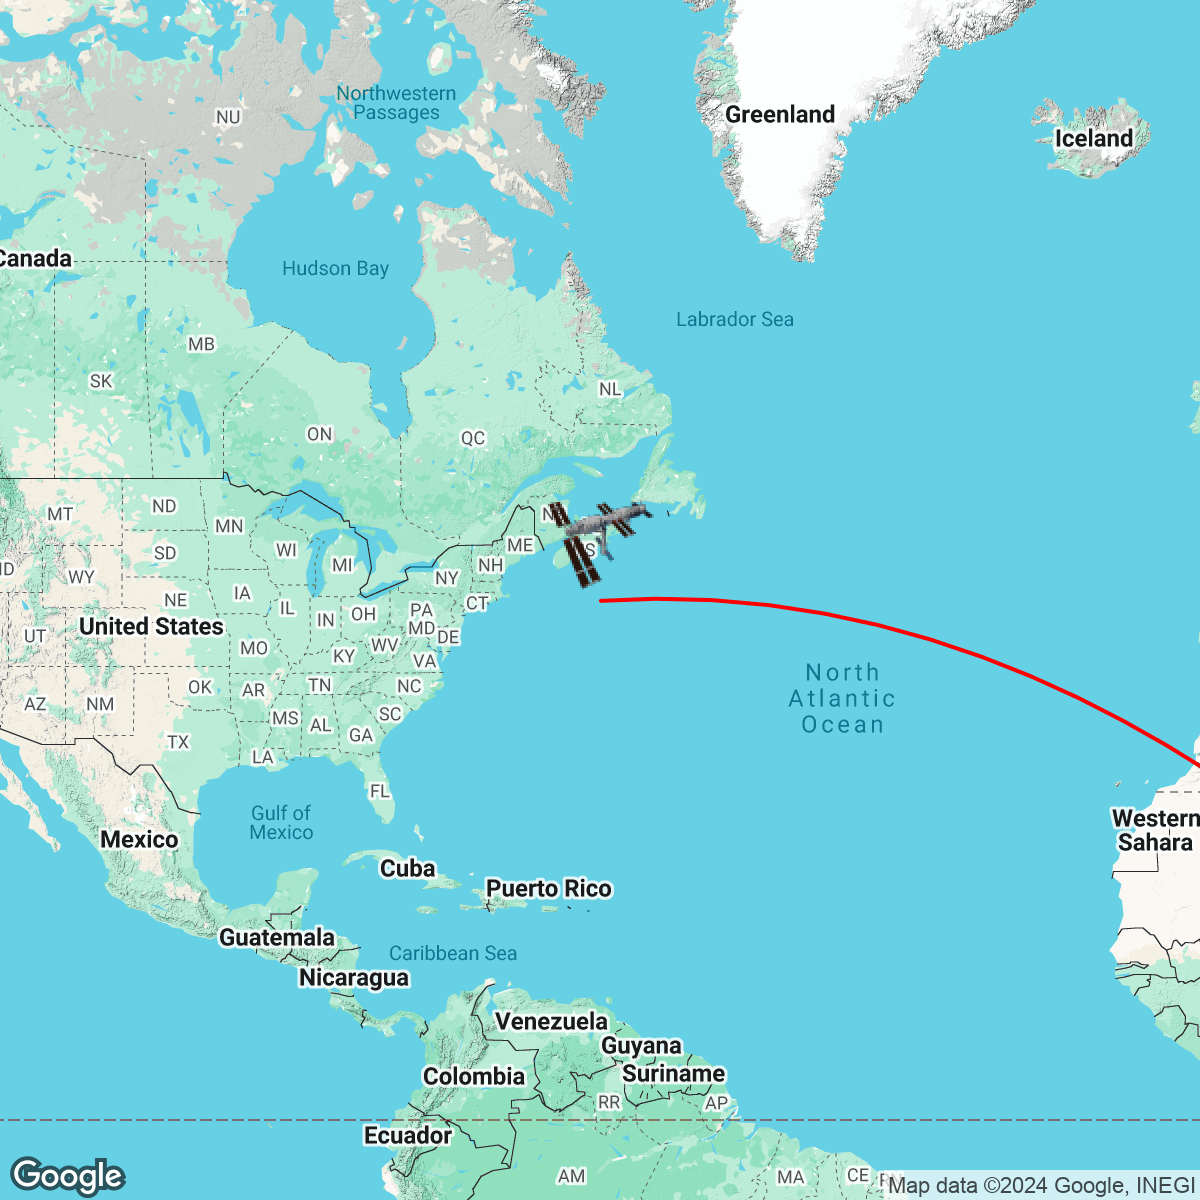 Northwestern
Passages
NU
Greenland
Iceland
Canada
Hudson Bay
Labrador Sea
MB
SK
NL
ON
QC
MT
ND
MN
WI
MI
ME
SD
WY
NH
NY
CT
IA
NE
IL
IN
OH
PA
MD
DE
UT
United States
MO
KY
WV
VA
North
Atlantic
Ocean
AZ
NM
OK
AR
TN
NC
SC
MS
AL
GA
TX
LA
FL
Gulf of
Mexico
Mexico
Western
Sahara
Cuba
Puerto Rico
Guatemala
Caribbean Sea
Nicaragua
Venezuela
Guyana
Suriname
Colombia
RR
AP
Ecuador
AM
MA
CE
Google
Map data ©2024 Google, INEGI